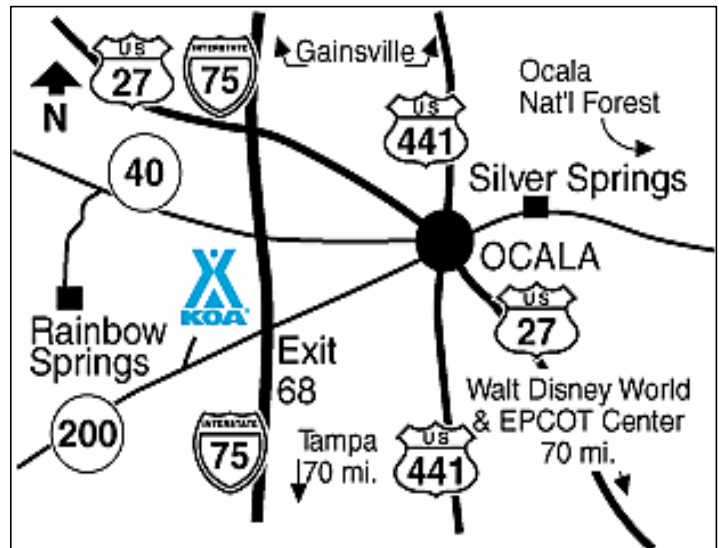 US
27
INTERSTATE
75
Gainsville
US
441
Ocala
Nat'l Forest
N
40
Silver Springs
OCALA
KOA
Rainbow
Springs
US
27
Exit
68
200
INTERSTATE
75
Tampa
70 mi.
US
441
Walt Disney World
& EPCOT Center
70 mi.